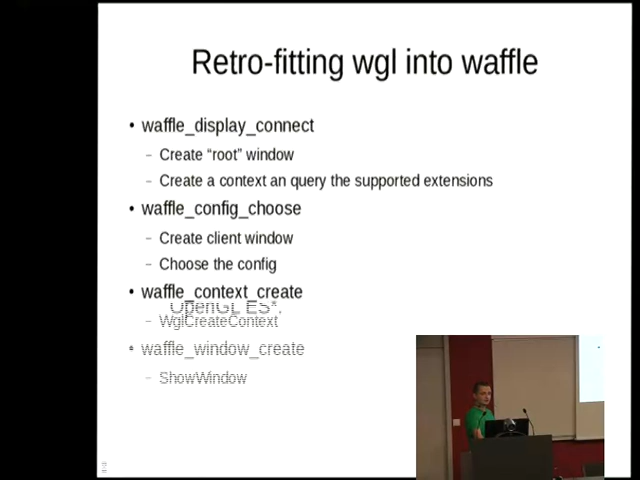 Retro-fitting wgl into waffle
• waffle_display_connect
– Create “root” window
– Create a context an query the supported extensions
• waffle_config_choose
– Create client window
– Choose the config
• waffle_context_create
OpenGL ES*.
– WglCreateContext
• waffle_window_create
– ShowWindow